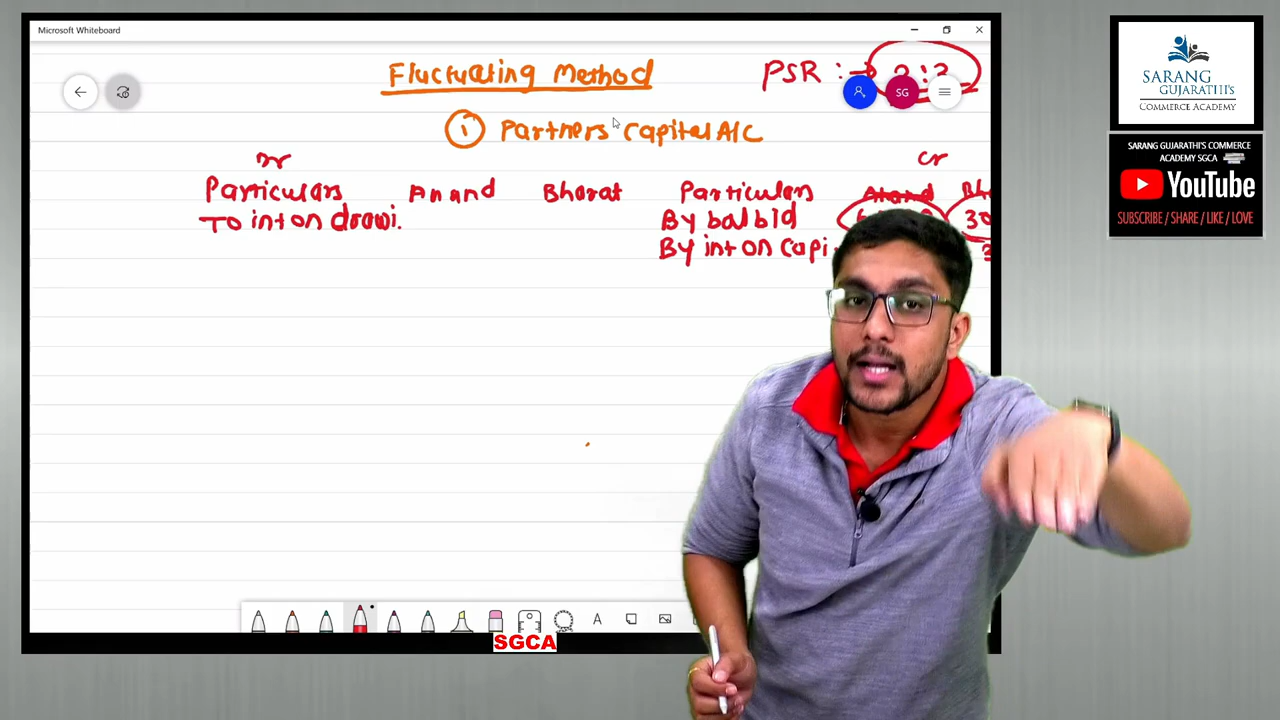 Microsoft Whiteboard
Fluctuating Method
PSR :→
SG
① Partners Capital A/C
Dr
Cr
Particulars Anand Bharat Particulars Anand
To int on drawi.
By bal b/d 30
By int on Capi
SGCA
SARANG
GUJARATHI'S
COMMERCE ACADEMY
SARANG GUJARATHI'S COMMERCE
ACADEMY SGCA
YouTube
SUBSCRIBE / SHARE / LIKE / LOVE